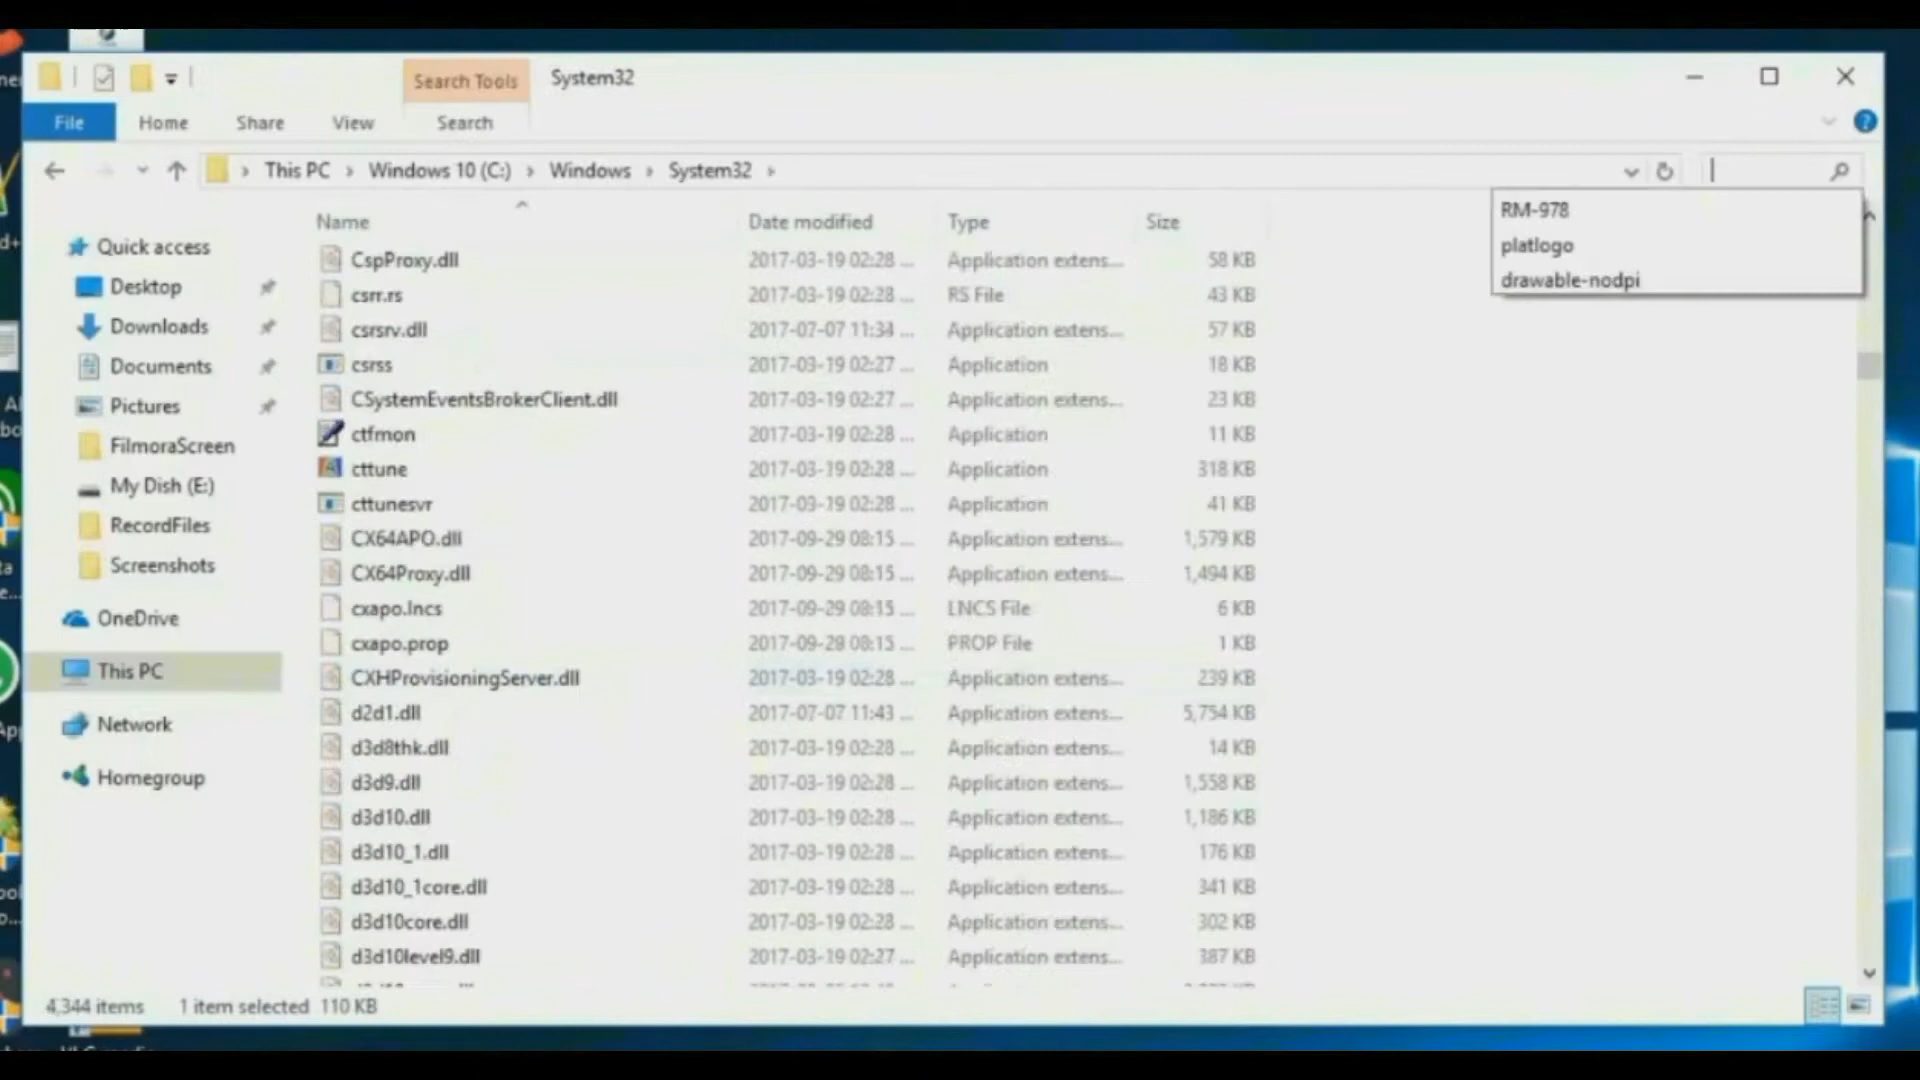 Search Tools System32
File Home Share View Search
This PC Windows 10 (C:) Windows System32
RM-978
platlogo
drawable-nodpi
Name Date modified Type Size
Quick access
Desktop
Downloads
Documents
Pictures
FilmoraScreen
My Dish (E:)
RecordFiles
Screenshots
OneDrive
This PC
Network
Homegroup
CspProxy.dll 2017-03-19 02:28 ... Application extens... 58 KB
csrr.rs 2017-03-19 02:28 ... RS File 43 KB
csrsrv.dll 2017-07-07 11:34 ... Application extens... 57 KB
csrss 2017-03-19 02:27 ... Application 18 KB
CSystemEventsBrokerClient.dll 2017-03-19 02:27 ... Application extens... 23 KB
ctfmon 2017-03-19 02:28 ... Application 11 KB
cttune 2017-03-19 02:28 ... Application 318 KB
cttunesvr 2017-03-19 02:28 ... Application 41 KB
CX64APO.dll 2017-09-29 08:15 ... Application extens... 1,579 KB
CX64Proxy.dll 2017-09-29 08:15 ... Application extens... 1,494 KB
cxapo.lncs 2017-09-29 08:15 ... LNCS File 6 KB
cxapo.prop 2017-09-29 08:15 ... PROP File 1 KB
CXHProvisioningServer.dll 2017-03-19 02:28 ... Application extens... 239 KB
d2d1.dll 2017-07-07 11:43 ... Application extens... 5,754 KB
d3d8thk.dll 2017-03-19 02:28 ... Application extens... 14 KB
d3d9.dll 2017-03-19 02:28 ... Application extens... 1,558 KB
d3d10.dll 2017-03-19 02:28 ... Application extens... 1,186 KB
d3d10_1.dll 2017-03-19 02:28 ... Application extens... 176 KB
d3d10_1core.dll 2017-03-19 02:28 ... Application extens... 341 KB
d3d10core.dll 2017-03-19 02:28 ... Application extens... 302 KB
d3d10level9.dll 2017-03-19 02:27 ... Application extens... 387 KB
4,344 items 1 item selected 110 KB